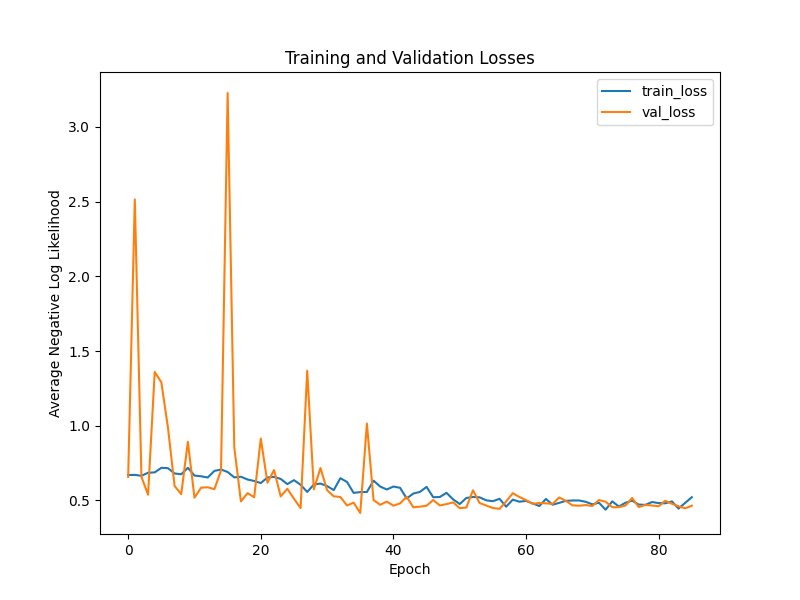 Training and Validation Losses
train_loss
val_loss
Average Negative Log Likelihood
3.0
2.5
2.0
1.5
1.0
0.5
0
20
40
60
80
Epoch